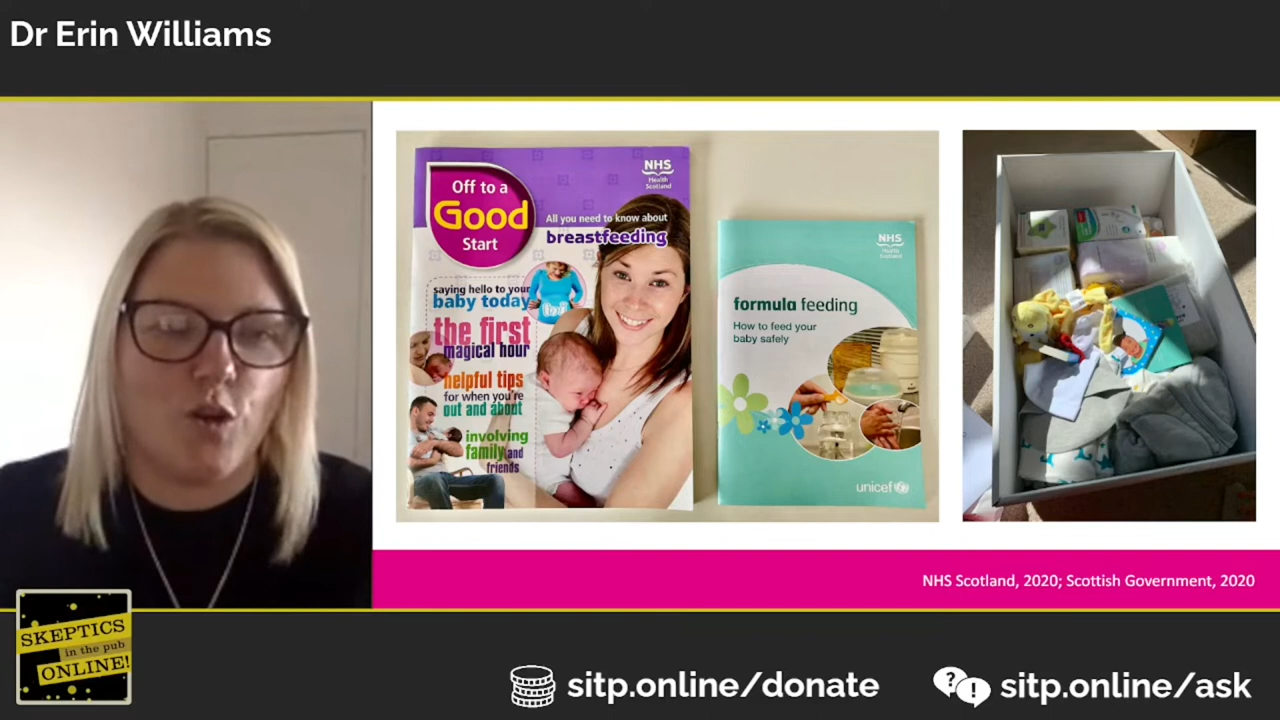 Dr Erin Williams
Off to a
Good
Start
NHS
Health
Scotland
All you need to know about
breastfeeding
saying hello to your
baby today
the first
magical hour
helpful tips
for when you're
out and about
involving
family and
friends
NHS
Health
Scotland
formula feeding
How to feed your
baby safely
unicef
NHS Scotland, 2020; Scottish Government, 2020
SKEPTICS
in the pub
ONLINE!
sitp.online/donate
sitp.online/ask